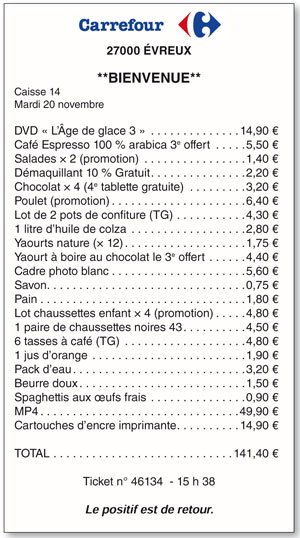 Carrefour
27000 ÉVREUX
**BIENVENUE**
Caisse 14
Mardi 20 novembre
DVD « L'Âge de glace 3 » . . . . . . . . . . . . . . 14,90 €
Café Espresso 100 % arabica 3e offert . . . . . 5,50 €
Salades × 2 (promotion) . . . . . . . . . . . . . . . . 1,40 €
Démaquillant 10 % Gratuit. . . . . . . . . . . . . . . 2,20 €
Chocolat × 4 (4e tablette gratuite) . . . . . . . . . 3,20 €
Poulet (promotion) . . . . . . . . . . . . . . . . . . . . . 6,40 €
Lot de 2 pots de confiture (TG) . . . . . . . . . . . 4,30 €
1 litre d'huile de colza . . . . . . . . . . . . . . . . . . 2,80 €
Yaourts nature (× 12) . . . . . . . . . . . . . . . . . . . 1,75 €
Yaourt à boire au chocolat le 3e offert . . . . . . 4,40 €
Cadre photo blanc . . . . . . . . . . . . . . . . . . . . . 5,60 €
Savon. . . . . . . . . . . . . . . . . . . . . . . . . . . . . . . 0,75 €
Pain . . . . . . . . . . . . . . . . . . . . . . . . . . . . . . . . 1,80 €
Lot chaussettes enfant × 4 (promotion) . . . . . 4,80 €
1 paire de chaussettes noires 43. . . . . . . . . . 4,50 €
6 tasses à café (TG) . . . . . . . . . . . . . . . . . . . 4,80 €
1 jus d'orange . . . . . . . . . . . . . . . . . . . . . . . . 1,90 €
Pack d'eau. . . . . . . . . . . . . . . . . . . . . . . . . . . 3,20 €
Beurre doux. . . . . . . . . . . . . . . . . . . . . . . . . . 1,50 €
Spaghettis aux œufs frais . . . . . . . . . . . . . . . 0,90 €
MP4 . . . . . . . . . . . . . . . . . . . . . . . . . . . . . . . 49,90 €
Cartouches d'encre imprimante. . . . . . . . . . 14,90 €
TOTAL . . . . . . . . . . . . . . . . . . . . . . . . . . . . 141,40 €
Ticket n° 46134 - 15 h 38
Le positif est de retour.